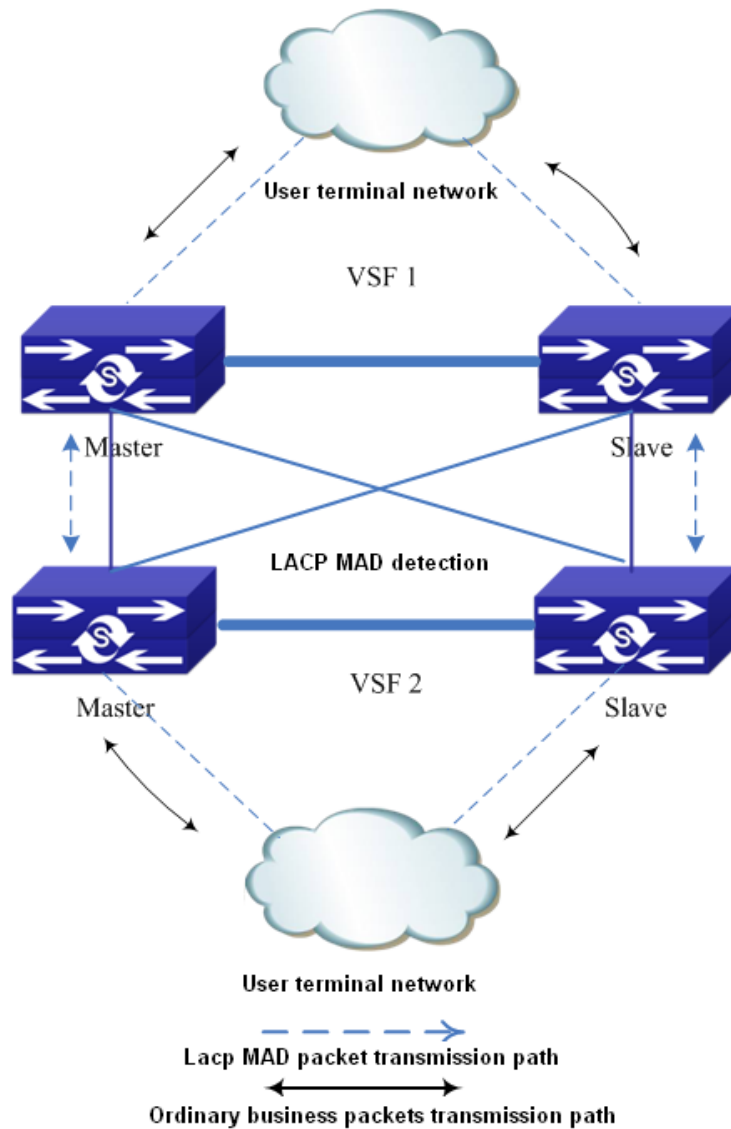 User terminal network
VSF 1
Master
Slave
LACP MAD detection
VSF 2
Master
Slave
User terminal network
Lacp MAD packet transmission path
Ordinary business packets transmission path